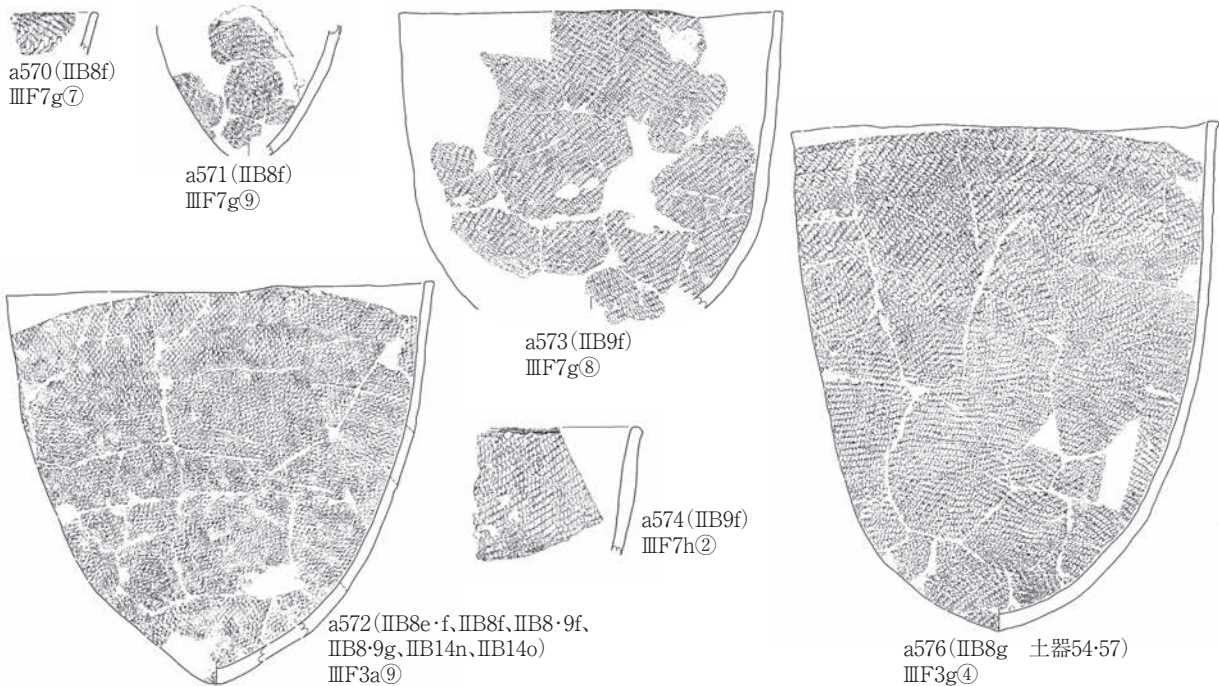 a570(ⅡB8f)
ⅢF7g⑦
a571(ⅡB8f)
ⅢF7g⑨
a573(ⅡB9f)
ⅢF7g⑧
a574(ⅡB9f)
ⅢF7h②
a572(ⅡB8e·f、ⅡB8f、ⅡB8·9f、
ⅡB8·9g、ⅡB14n、ⅡB14o)
ⅢF3a⑨
a576(ⅡB8g　土器54·57)
ⅢF3g④